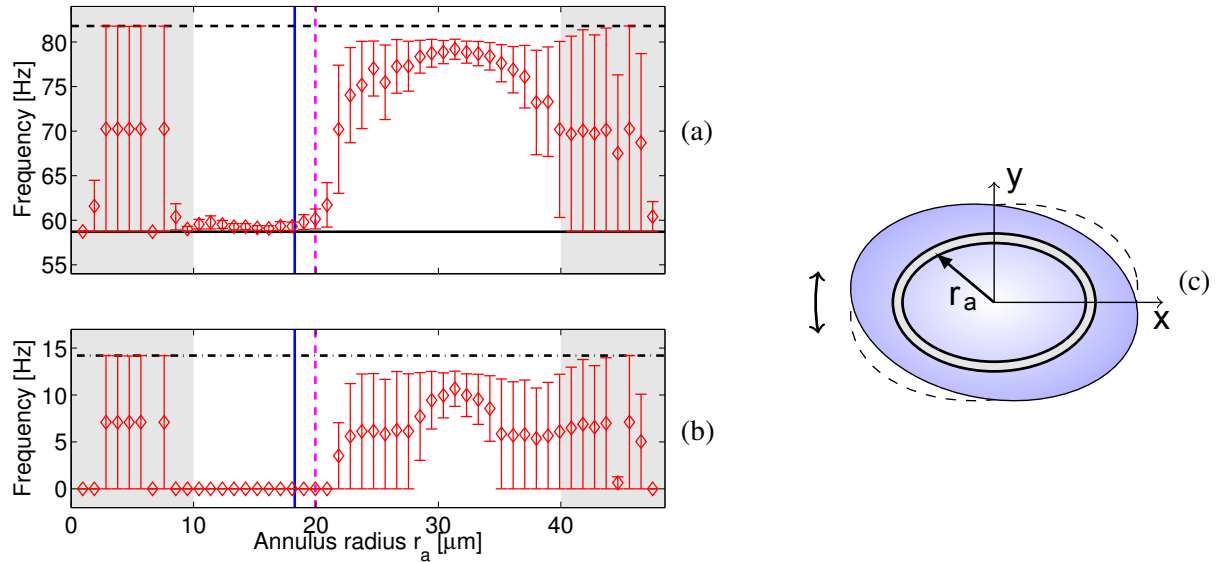 80
75
70
65
60
55
Frequency [Hz]
(a)
15
10
5
0
Frequency [Hz]
(b)
0 10 20 30 40
Annulus radius r_a [μm]
y
r_a
x
(c)